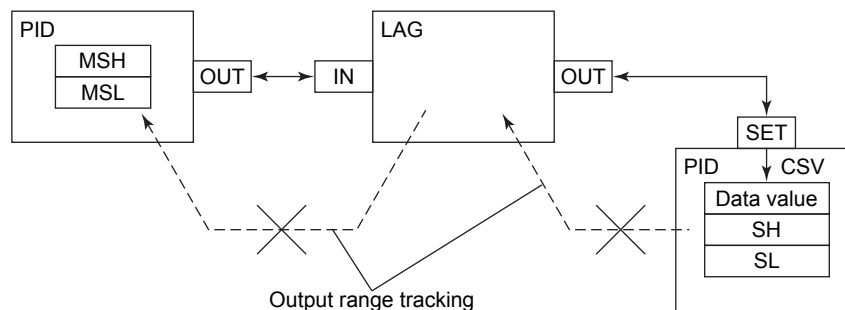 PID
MSH
MSL
OUT
IN
LAG
OUT
SET
PID
CSV
Data value
SH
SL
Output range tracking